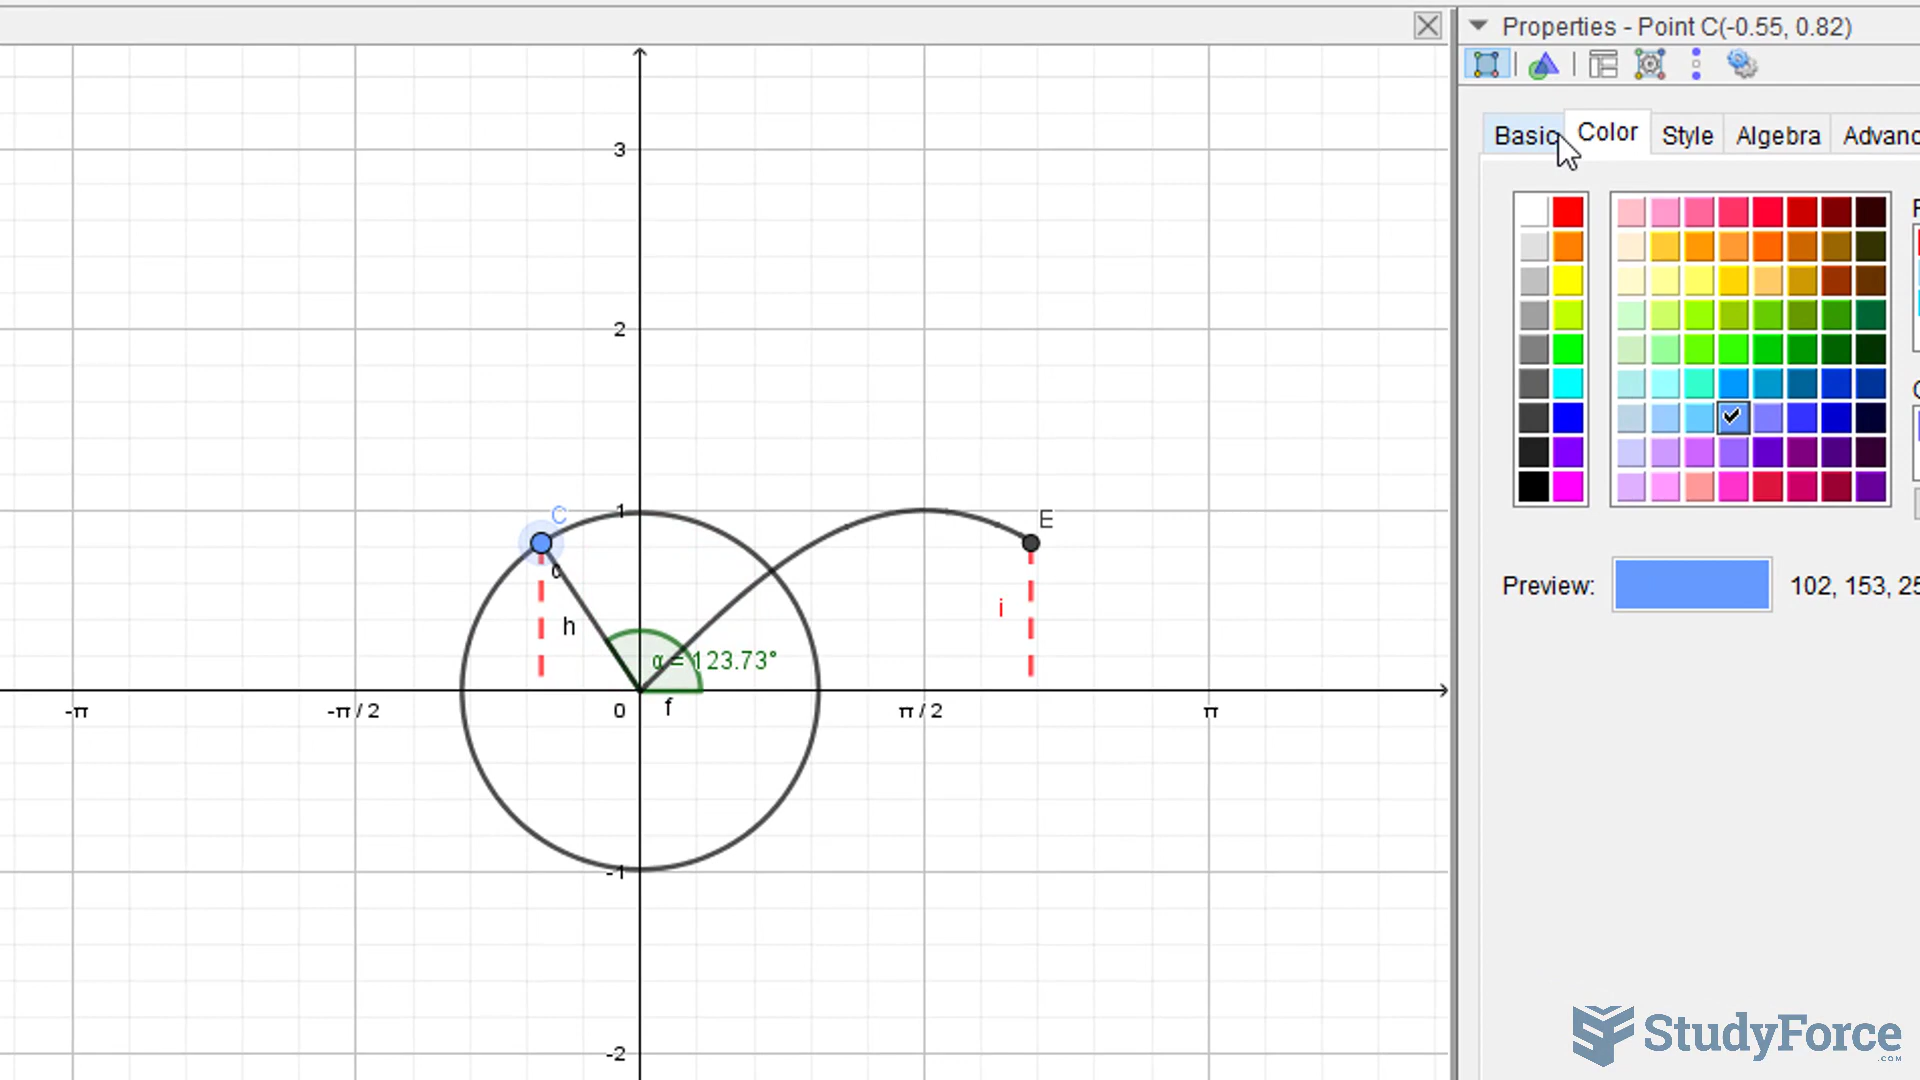 Properties - Point C(-0.55, 0.82)
Basic Color Style Algebra Advanc
3
2
1
C
E
c
h
i
α = 123.73°
f
-π
-π / 2
0
π / 2
π
-1
-2
Preview: 102, 153, 25
StudyForce
.COM